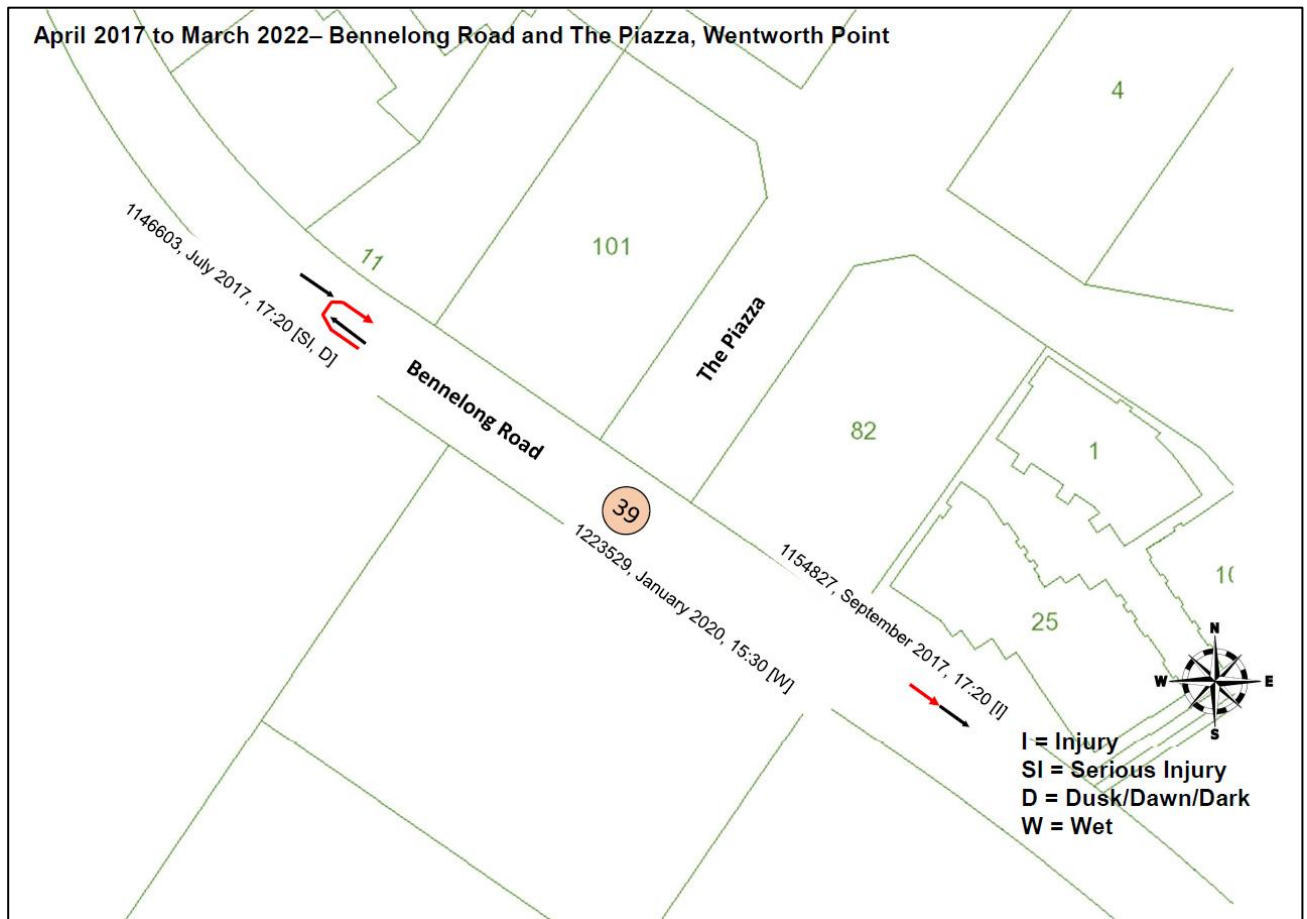 April 2017 to March 2022– Bennelong Road and The Piazza, Wentworth Point
4
1146603, July 2017, 17:20 [SI, D]
11
101
The Piazza
Bennelong Road
82
1
39
1223529, January 2020, 15:30 [W]
1154827, September 2017, 17:20 [I]
25
10
N
W
E
S
I = Injury
SI = Serious Injury
D = Dusk/Dawn/Dark
W = Wet